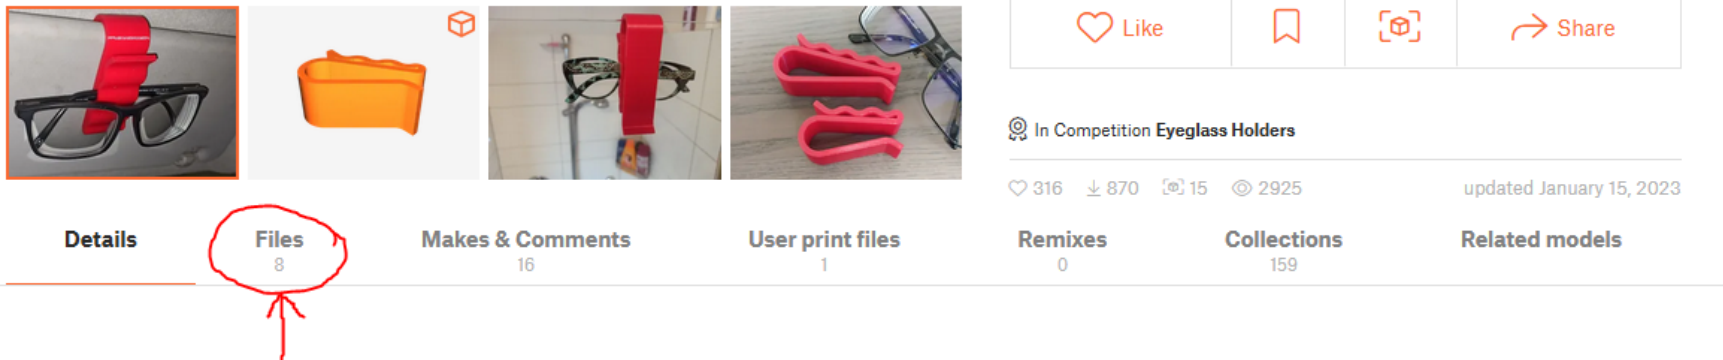 Like
Share
In Competition Eyeglass Holders
316 870 15 2925 updated January 15, 2023
Details Files Makes & Comments User print files Remixes Collections Related models
8 16 1 0 159